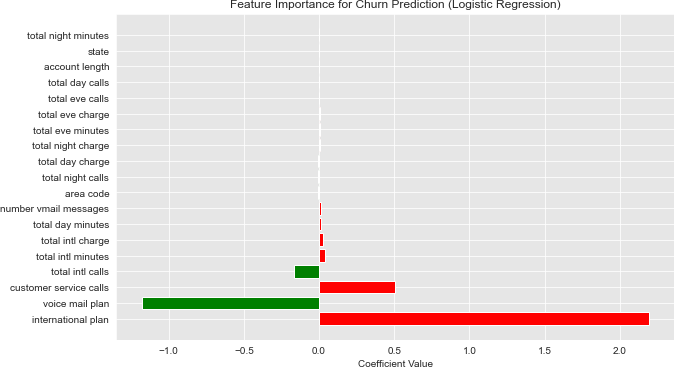 Feature Importance for Churn Prediction (Logistic Regression)
total night minutes
state
account length
total day calls
total eve calls
total eve charge
total eve minutes
total night charge
total day charge
total night calls
area code
number vmail messages
total day minutes
total intl charge
total intl minutes
total intl calls
customer service calls
voice mail plan
international plan
−1.0 −0.5 0.0 0.5 1.0 1.5 2.0
Coefficient Value